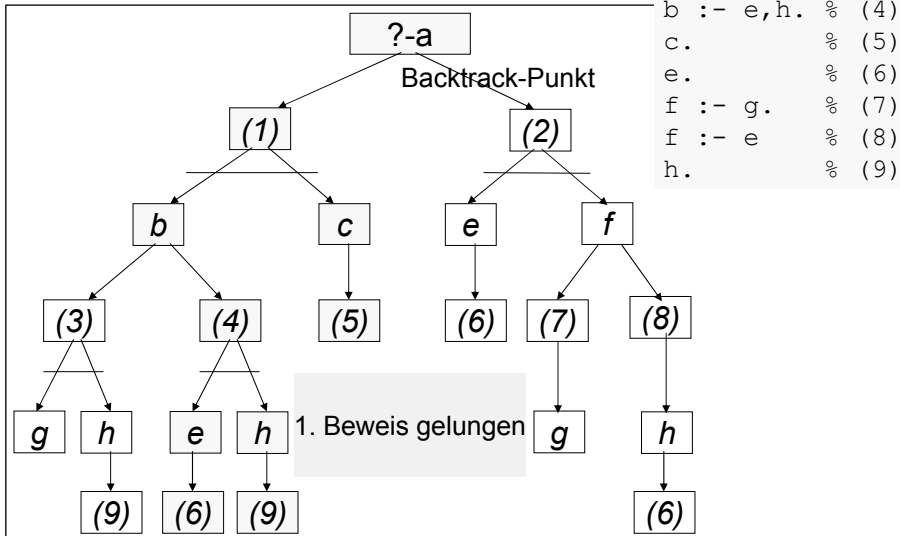 b :- e,h. % (4)
?-a
c. % (5)
Backtrack-Punkt
e. % (6)
f :- g. % (7)
(1)
(2)
f :- e % (8)
h. % (9)
b
c
e
f
(3)
(4)
(5)
(6)
(7)
(8)
g
h
e
h
1. Beweis gelungen
g
h
(9)
(6)
(9)
(6)